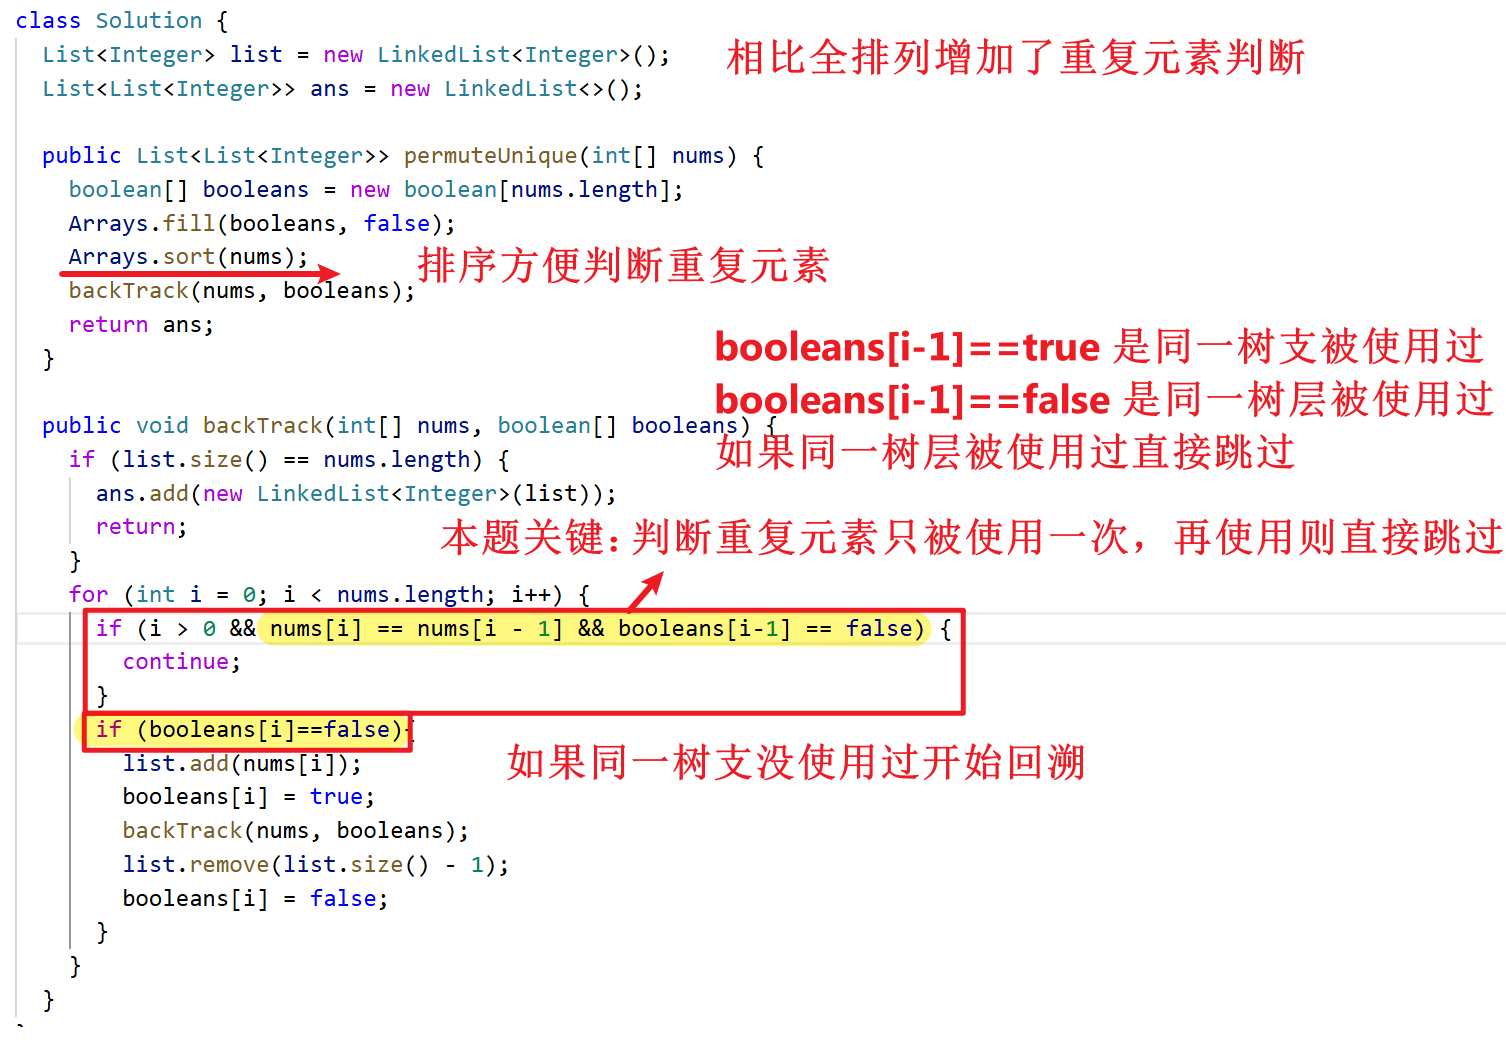 class Solution {
List<Integer> list = new LinkedList<Integer>();
相比全排列增加了重复元素判断
List<List<Integer>> ans = new LinkedList<>();
public List<List<Integer>> permuteUnique(int[] nums) {
boolean[] booleans = new boolean[nums.length];
Arrays.fill(booleans, false);
Arrays.sort(nums);
排序方便判断重复元素
backTrack(nums, booleans);
return ans;
}
booleans[i-1]==true 是同一树支被使用过
booleans[i-1]==false 是同一树层被使用过
如果同一树层被使用过直接跳过
public void backTrack(int[] nums, boolean[] booleans) {
if (list.size() == nums.length) {
ans.add(new LinkedList<Integer>(list));
return;
}
本题关键：判断重复元素只被使用一次，再使用则直接跳过
for (int i = 0; i < nums.length; i++) {
if (i > 0 && nums[i] == nums[i - 1] && booleans[i-1] == false) {
continue;
}
if (booleans[i]==false){
如果同一树支没使用过开始回溯
list.add(nums[i]);
booleans[i] = true;
backTrack(nums, booleans);
list.remove(list.size() - 1);
booleans[i] = false;
}
}
}